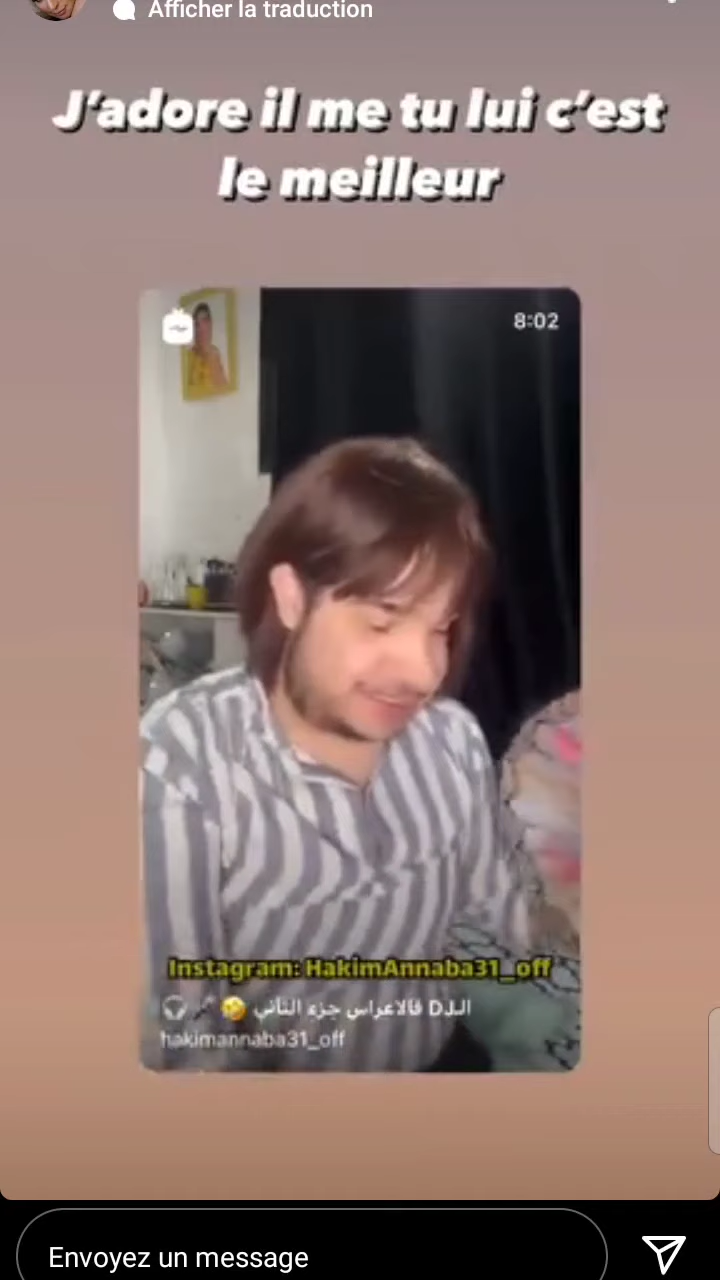 Afficher la traduction
J'adore il me tu lui c'est
le meilleur
8:02
Instagram: HakimAnnaba31_off
الـDJ فالاعراس جزء الثاني 🤣🎤🎧
hakimannaba31_off
Envoyez un message